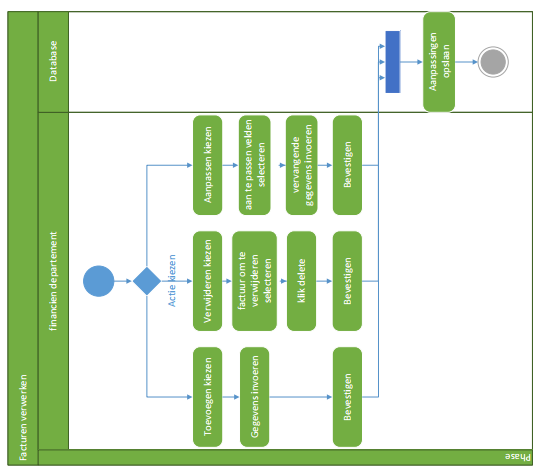 Facturen verwerken
Database
financien departement
Phase
Actie kiezen
Aanpassen kiezen
aan te passen velden
selecteren
vervangende
gegevens invoeren
Bevestigen
Verwijderen kiezen
factuur om te
verwijderen
selecteren
klik delete
Bevestigen
Toevoegen kiezen
Gegevens invoeren
Bevestigen
Aanpassingen
opslaan